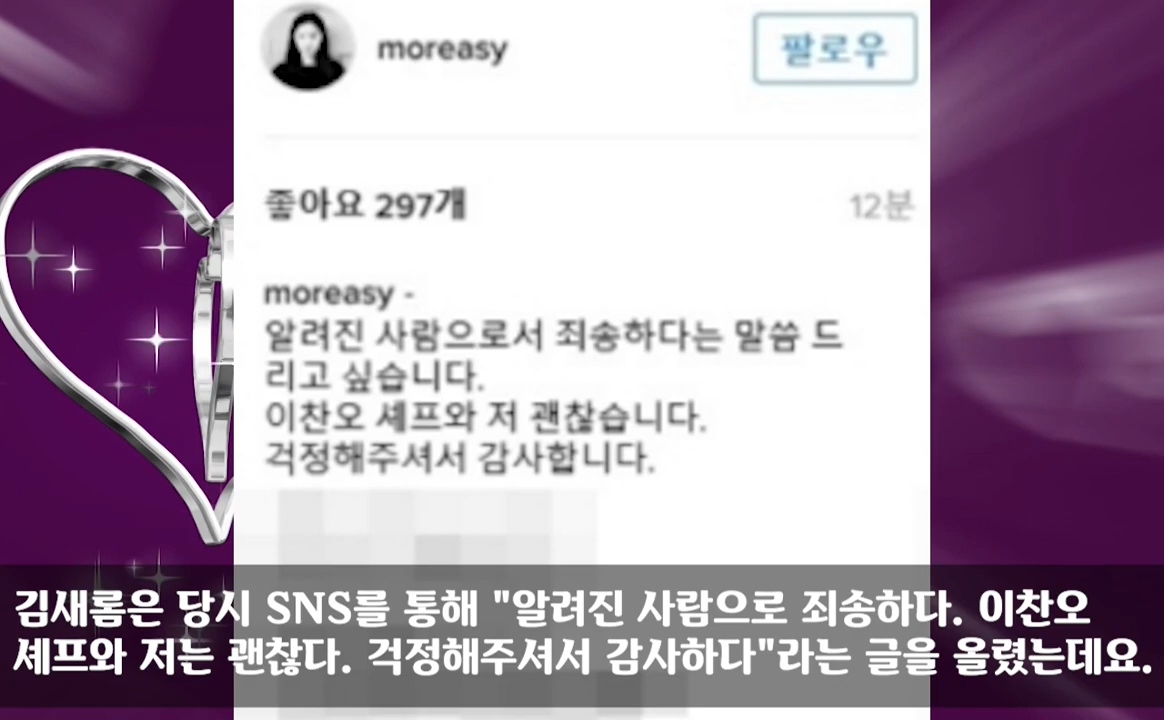 moreasy
팔로우
좋아요 297개
12분
moreasy -
알려진 사람으로서 죄송하다는 말씀 드
리고 싶습니다.
이찬오 셰프와 저 괜찮습니다.
걱정해주셔서 감사합니다.
김새롬은 당시 SNS를 통해 "알려진 사람으로 죄송하다. 이찬오
셰프와 저는 괜찮다. 걱정해주셔서 감사하다"라는 글을 올렸는데요.